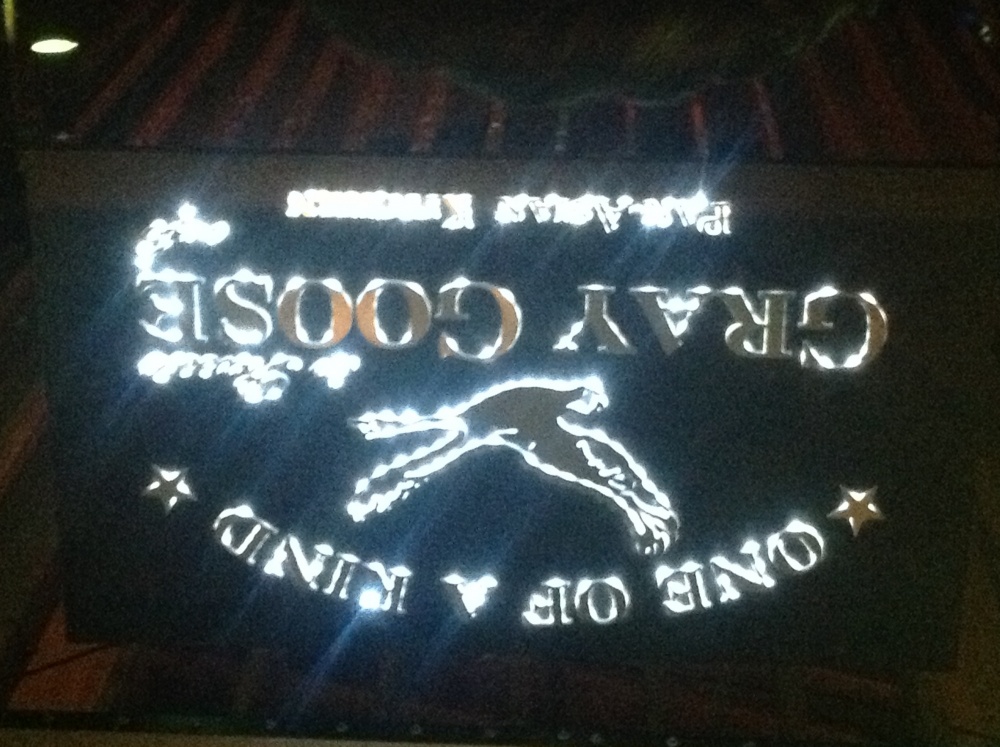 ONE OF A KIND
GRAY GOOSE
PAN-ASIAN KITCHEN